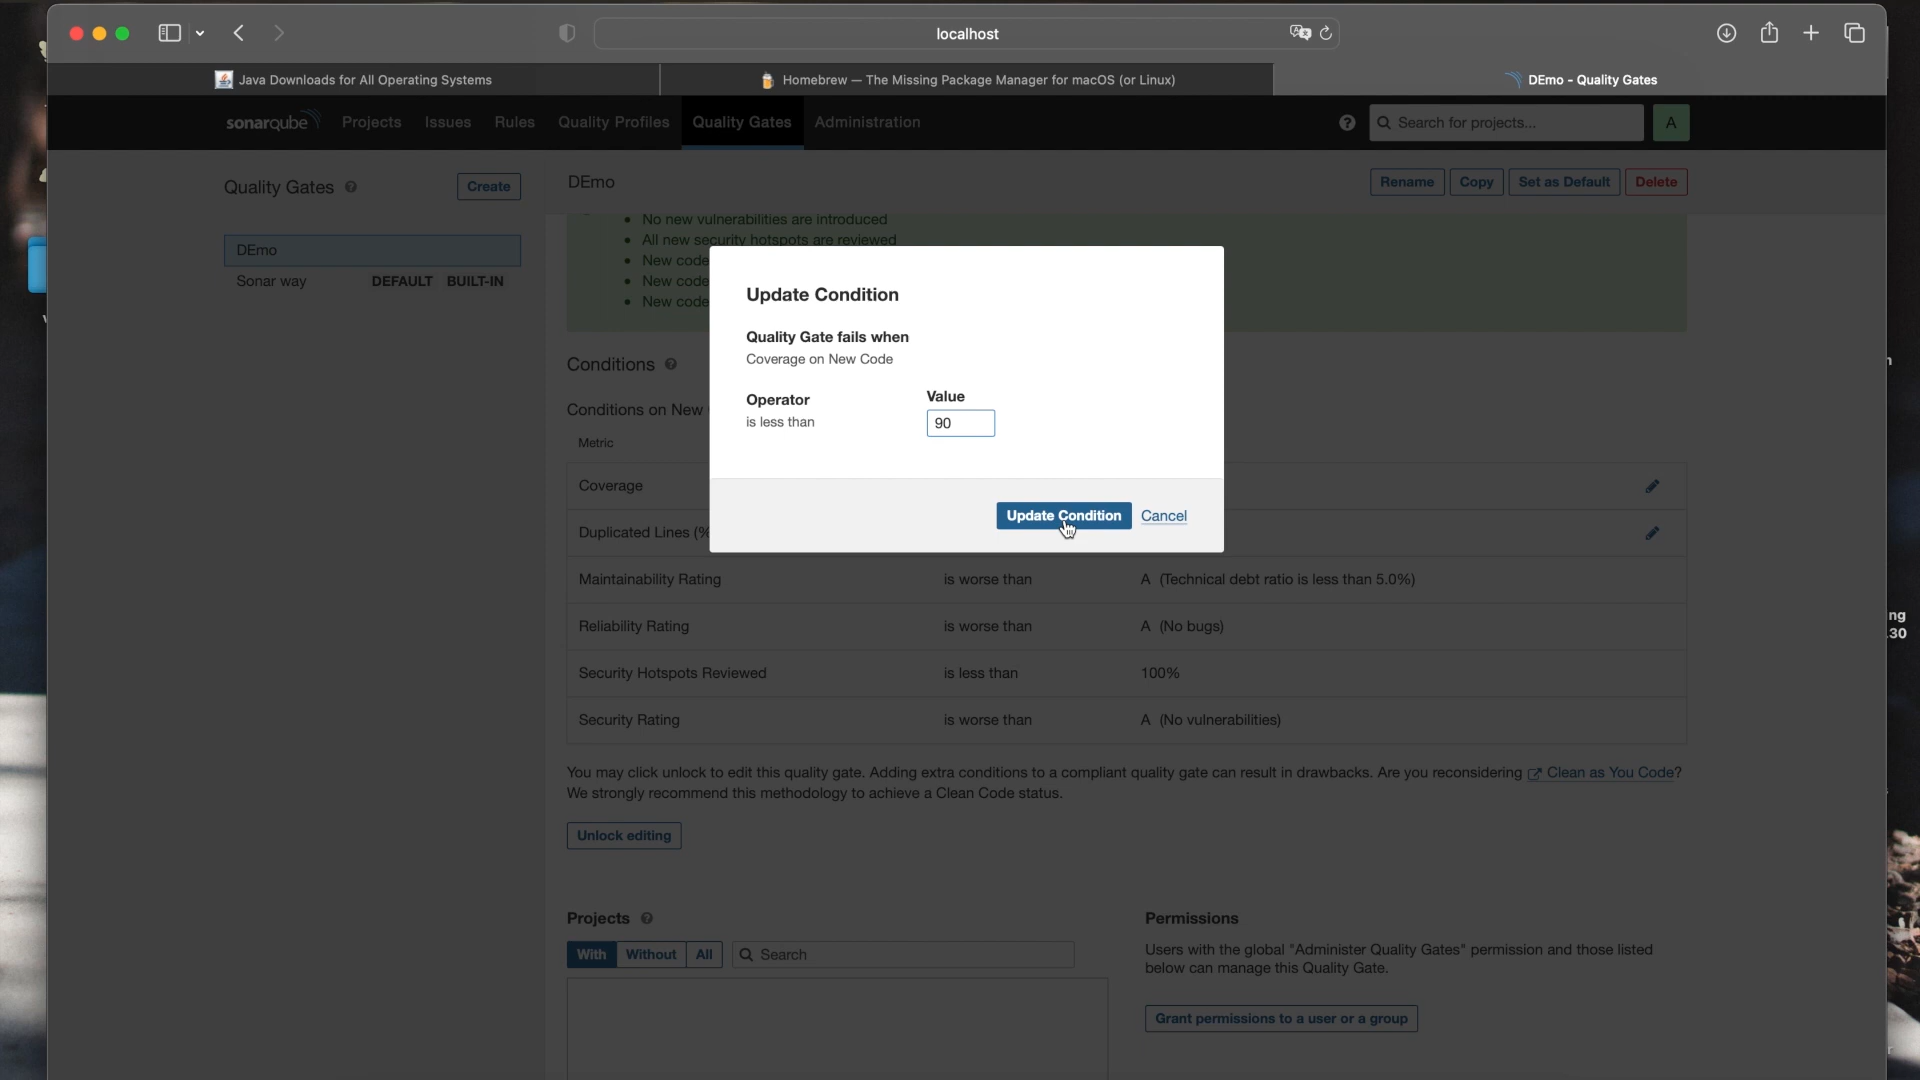 localhost
Java Downloads for All Operating Systems
Homebrew — The Missing Package Manager for macOS (or Linux)
DEmo - Quality Gates
sonarqube
Projects
Issues
Rules
Quality Profiles
Quality Gates
Administration
Search for projects...
A
Quality Gates
Create
DEmo
Rename
Copy
Set as Default
Delete
DEmo
Sonar way DEFAULT BUILT-IN
No new vulnerabilities are introduced
All new security hotspots are reviewed
New code
New code
New code
Update Condition
Quality Gate fails when
Coverage on New Code
Operator
Value
is less than
90
Update Condition
Cancel
Conditions
Conditions on New
Metric
Coverage
Duplicated Lines (%
Maintainability Rating is worse than A (Technical debt ratio is less than 5.0%)
Reliability Rating is worse than A (No bugs)
Security Hotspots Reviewed is less than 100%
Security Rating is worse than A (No vulnerabilities)
You may click unlock to edit this quality gate. Adding extra conditions to a compliant quality gate can result in drawbacks. Are you reconsidering Clean as You Code?
We strongly recommend this methodology to achieve a Clean Code status.
Unlock editing
Projects
With
Without
All
Search
Permissions
Users with the global "Administer Quality Gates" permission and those listed
below can manage this Quality Gate.
Grant permissions to a user or a group
ng
30